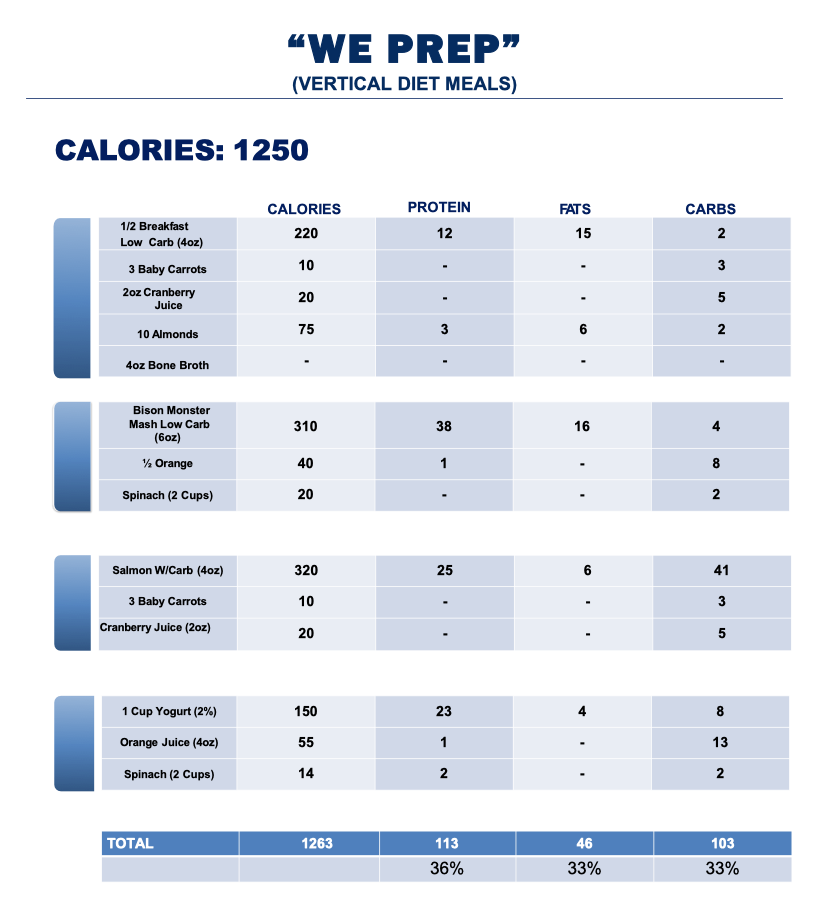 “WE PREP”
(VERTICAL DIET MEALS)
CALORIES: 1250
CALORIES PROTEIN FATS CARBS
1/2 Breakfast
Low Carb (4oz) 220 12 15 2
3 Baby Carrots 10 - - 3
2oz Cranberry
Juice 20 - - 5
10 Almonds 75 3 6 2
4oz Bone Broth - - - -
Bison Monster
Mash Low Carb
(6oz) 310 38 16 4
½ Orange 40 1 - 8
Spinach (2 Cups) 20 - - 2
Salmon W/Carb (4oz) 320 25 6 41
3 Baby Carrots 10 - - 3
Cranberry Juice (2oz) 20 - - 5
1 Cup Yogurt (2%) 150 23 4 8
Orange Juice (4oz) 55 1 - 13
Spinach (2 Cups) 14 2 - 2
TOTAL 1263 113 46 103
36% 33% 33%